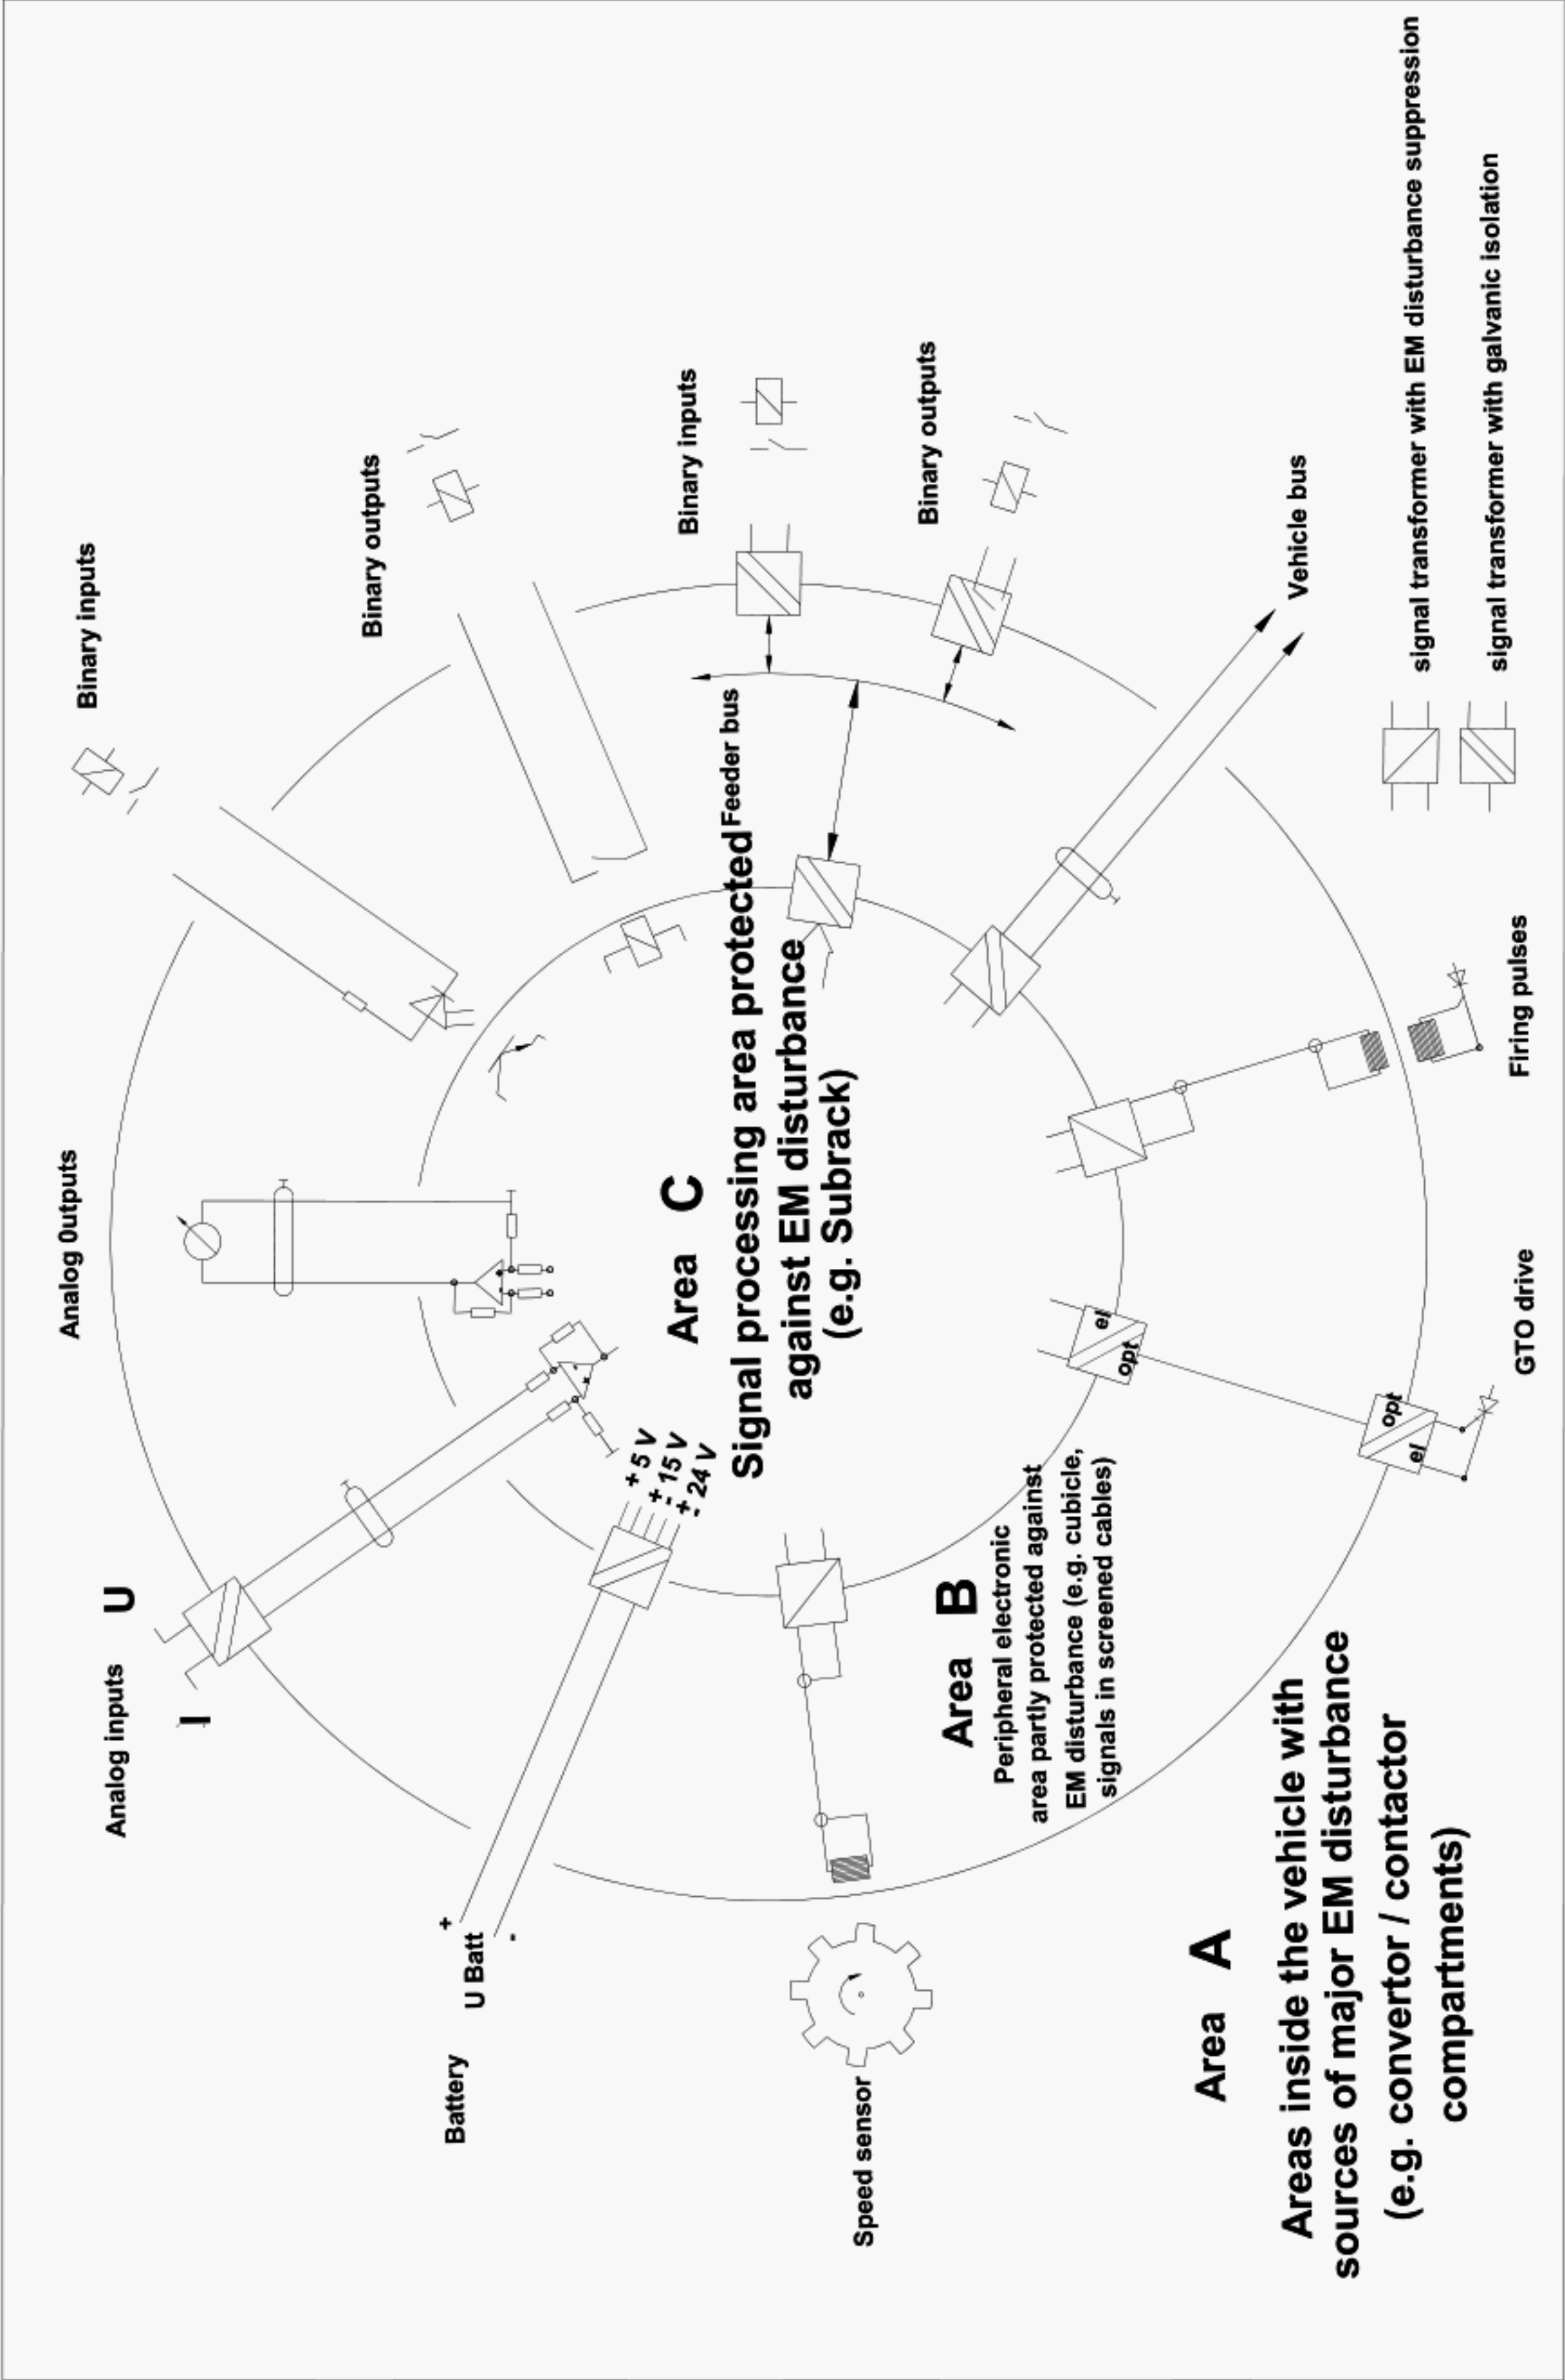 Analog inputs
I
U
Analog 0utputs
Binary inputs
Binary outputs
Battery
U Batt
+
-
+ 5 V
+
- 15 V
+
- 24 V
Area C
Signal processing area protected
against EM disturbance
(e.g. Subrack)
Feeder bus
Binary inputs
Binary outputs
Speed sensor
Area B
Peripheral electronic
area partly protected against
EM disturbance (e.g. cubicle,
signals in screened cables)
el
opt
opt
el
Vehicle bus
Area A
Areas inside the vehicle with
sources of major EM disturbance
(e.g. convertor / contactor
compartments)
GTO drive
Firing pulses
signal transformer with EM disturbance suppression
signal transformer with galvanic isolation